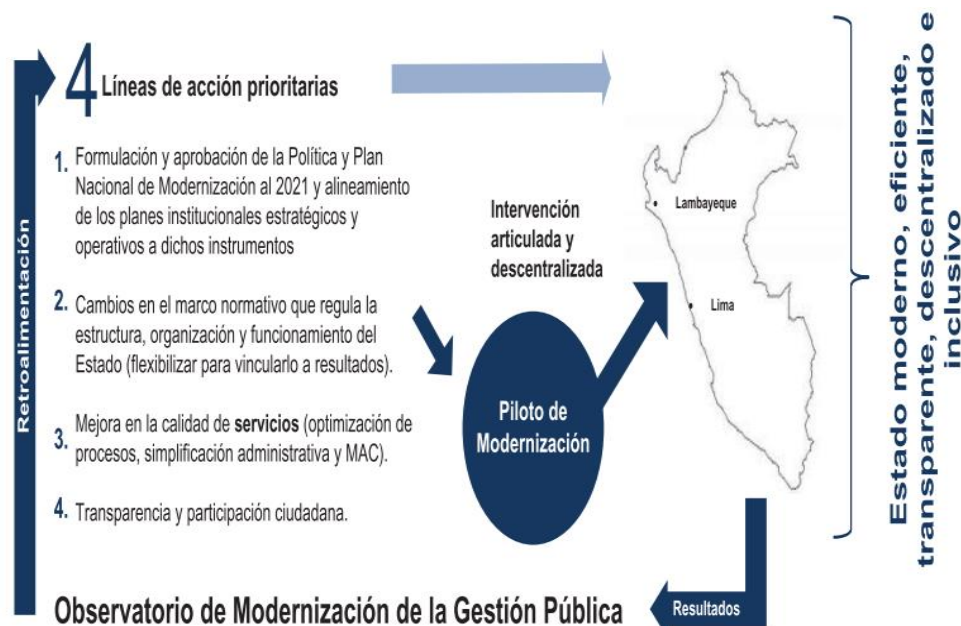 4 Líneas de acción prioritarias
1. Formulación y aprobación de la Política y Plan
Nacional de Modernización al 2021 y alineamiento
de los planes institucionales estratégicos y
operativos a dichos instrumentos
2. Cambios en el marco normativo que regula la
estructura, organización y funcionamiento del
Estado (flexibilizar para vincularlo a resultados).
3. Mejora en la calidad de servicios (optimización de
procesos, simplificación administrativa y MAC).
4. Transparencia y participación ciudadana.
Retroalimentación
Intervención
articulada y
descentralizada
Piloto de
Modernización
Lambayeque
Lima
Estado moderno, eficiente,
transparente, descentralizado e
inclusivo
Resultados
Observatorio de Modernización de la Gestión Pública